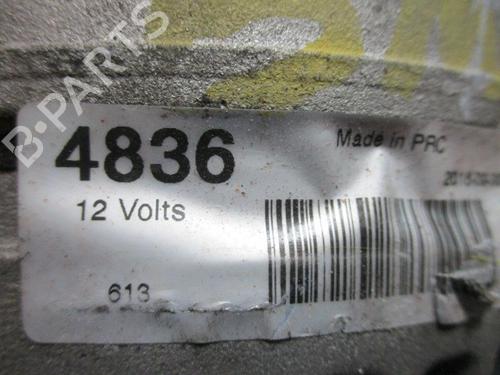 B-PARTS
4836
Made in PRC
12 Volts
613